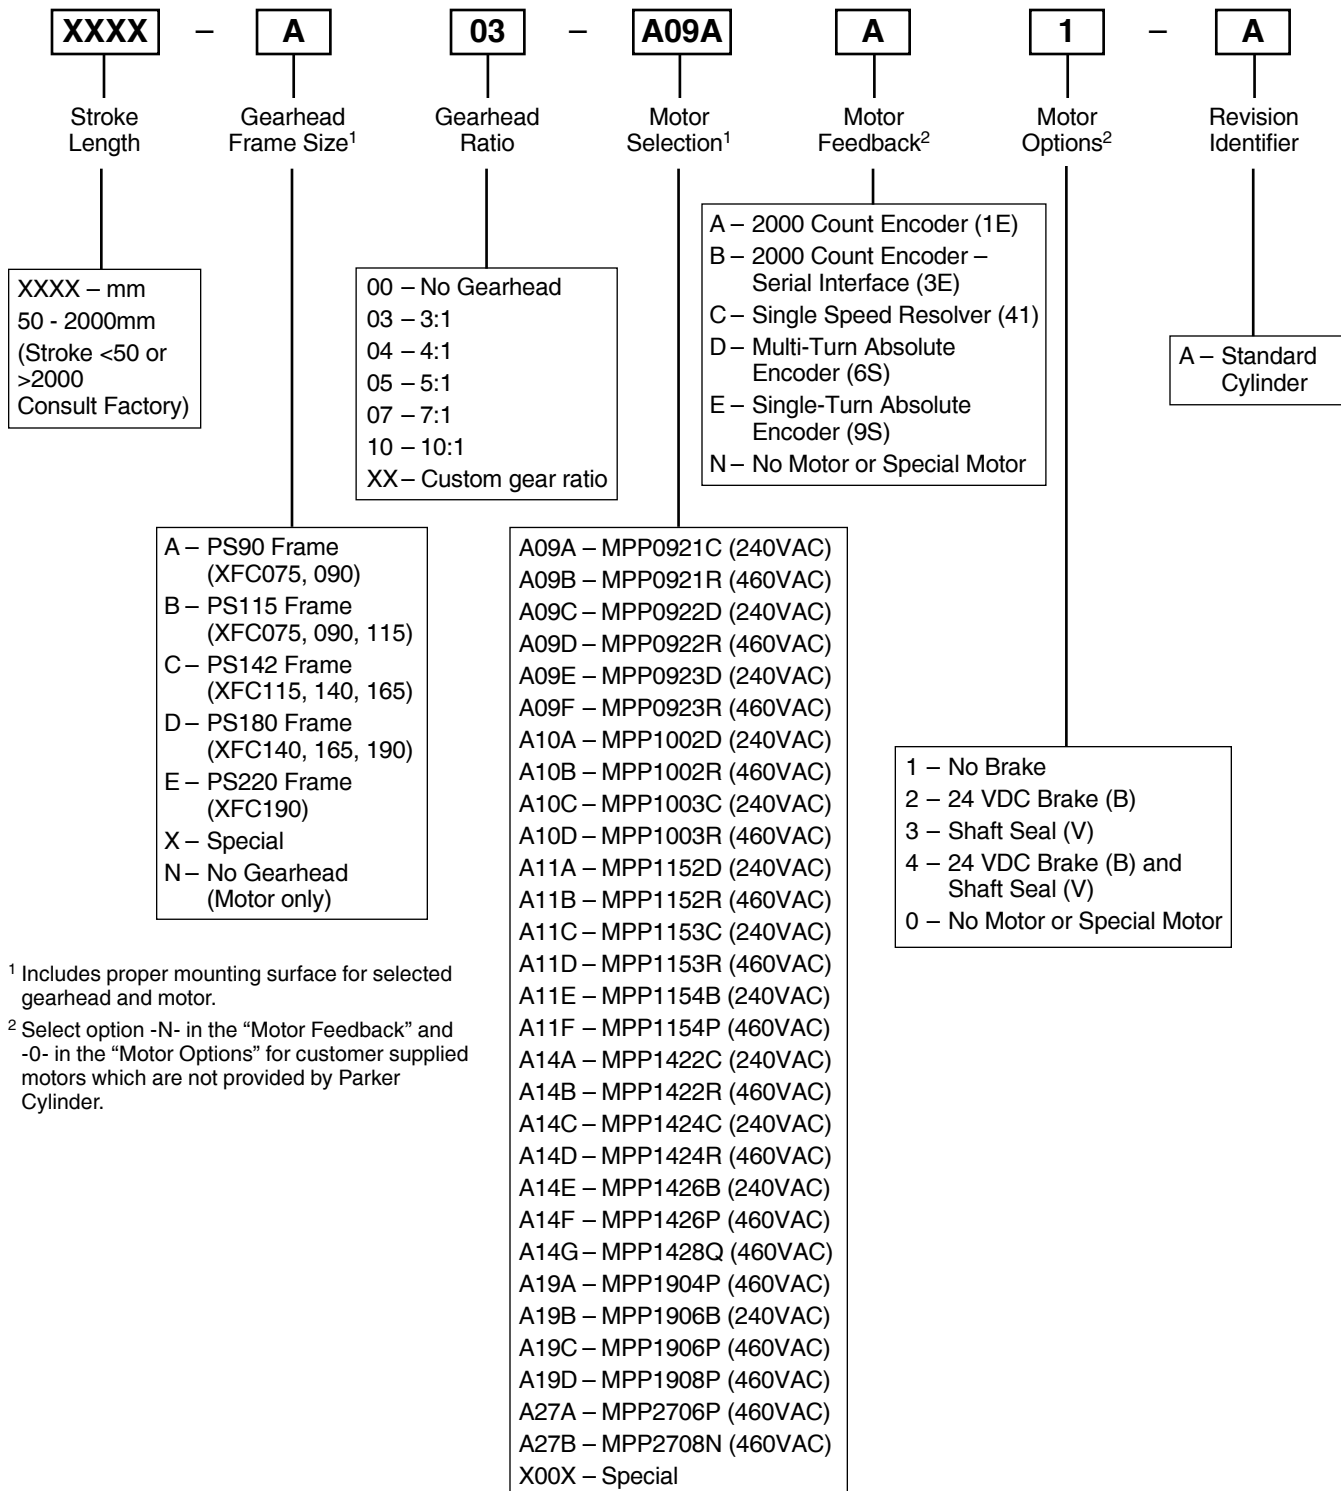 XXXX – A 03 – A09A A 1 – A
Stroke
Length
Gearhead
Frame Size1
Gearhead
Ratio
Motor
Selection1
Motor
Feedback2
Motor
Options2
Revision
Identifier
XXXX – mm
50 - 2000mm
(Stroke <50 or
>2000
Consult Factory)
A – PS90 Frame
(XFC075, 090)
B – PS115 Frame
(XFC075, 090, 115)
C – PS142 Frame
(XFC115, 140, 165)
D – PS180 Frame
(XFC140, 165, 190)
E – PS220 Frame
(XFC190)
X – Special
N – No Gearhead
(Motor only)
00 – No Gearhead
03 – 3:1
04 – 4:1
05 – 5:1
07 – 7:1
10 – 10:1
XX – Custom gear ratio
A09A – MPP0921C (240VAC)
A09B – MPP0921R (460VAC)
A09C – MPP0922D (240VAC)
A09D – MPP0922R (460VAC)
A09E – MPP0923D (240VAC)
A09F – MPP0923R (460VAC)
A10A – MPP1002D (240VAC)
A10B – MPP1002R (460VAC)
A10C – MPP1003C (240VAC)
A10D – MPP1003R (460VAC)
A11A – MPP1152D (240VAC)
A11B – MPP1152R (460VAC)
A11C – MPP1153C (240VAC)
A11D – MPP1153R (460VAC)
A11E – MPP1154B (240VAC)
A11F – MPP1154P (460VAC)
A14A – MPP1422C (240VAC)
A14B – MPP1422R (460VAC)
A14C – MPP1424C (240VAC)
A14D – MPP1424R (460VAC)
A14E – MPP1426B (240VAC)
A14F – MPP1426P (460VAC)
A14G – MPP1428Q (460VAC)
A19A – MPP1904P (460VAC)
A19B – MPP1906B (240VAC)
A19C – MPP1906P (460VAC)
A19D – MPP1908P (460VAC)
A27A – MPP2706P (460VAC)
A27B – MPP2708N (460VAC)
X00X – Special
A – 2000 Count Encoder (1E)
B – 2000 Count Encoder –
Serial Interface (3E)
C – Single Speed Resolver (41)
D – Multi-Turn Absolute
Encoder (6S)
E – Single-Turn Absolute
Encoder (9S)
N – No Motor or Special Motor
1 – No Brake
2 – 24 VDC Brake (B)
3 – Shaft Seal (V)
4 – 24 VDC Brake (B) and
Shaft Seal (V)
0 – No Motor or Special Motor
A – Standard
Cylinder
1 Includes proper mounting surface for selected
gearhead and motor.
2 Select option -N- in the “Motor Feedback” and
-0- in the “Motor Options” for customer supplied
motors which are not provided by Parker
Cylinder.